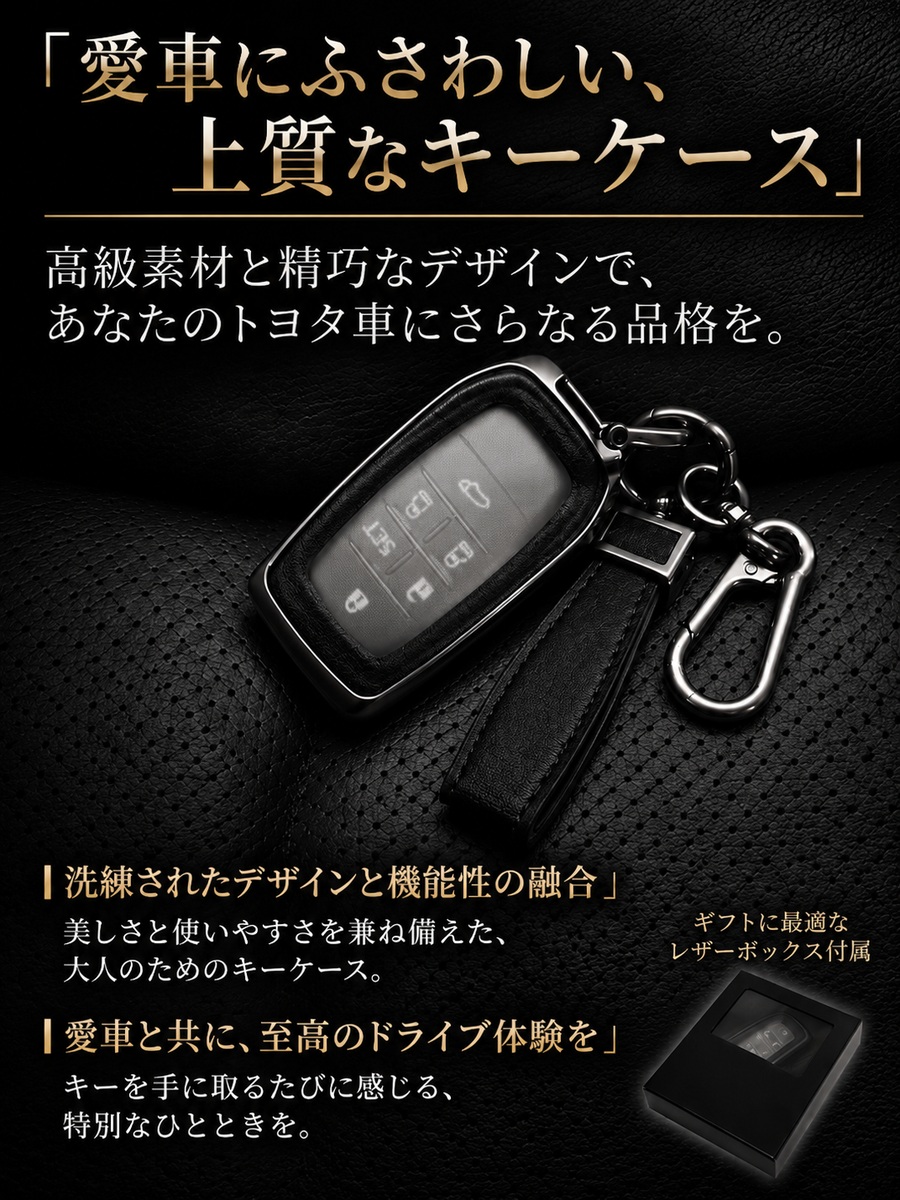 「愛車にふさわしい、
上質なキーケース」
高級素材と精巧なデザインで、
あなたのトヨタ車にさらなる品格を。
SET
洗練されたデザインと機能性の融合」
美しさと使いやすさを兼ね備えた、
大人のためのキーケース。
ギフトに最適な
レザーボックス付属
愛車と共に、至高のドライブ体験を」
キーを手に取るたびに感じる、
特別なひとときを。